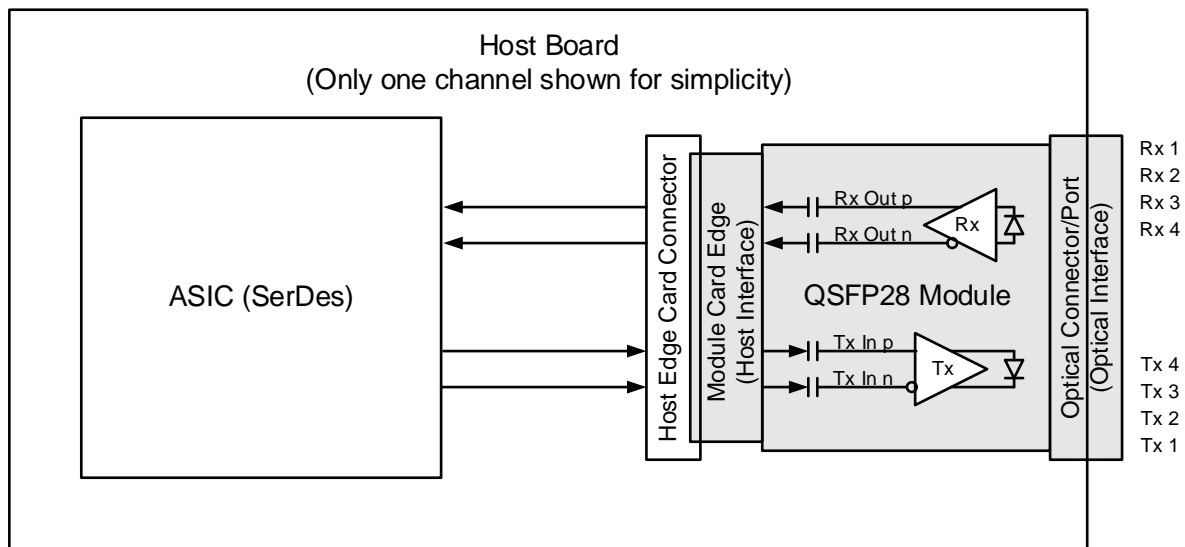 Host Board
(Only one channel shown for simplicity)
ASIC (SerDes)
Host Edge Card Connector
Module Card Edge
(Host Interface)
Rx Out p
Rx Out n
Rx
QSFP28 Module
Tx In p
Tx In n
Tx
Optical Connector/Port
(Optical Interface)
Rx 1
Rx 2
Rx 3
Rx 4
Tx 4
Tx 3
Tx 2
Tx 1